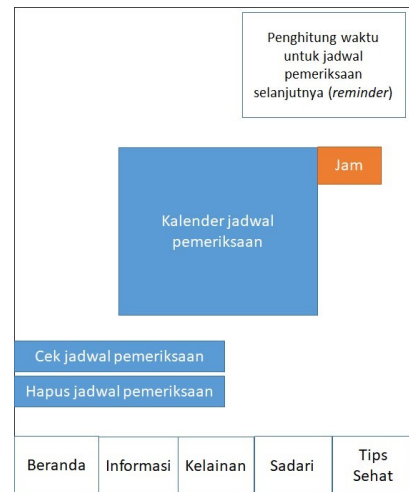 Penghitung waktu
untuk jadwal
pemeriksaan
selanjutnya (reminder)
Jam
Kalender jadwal
pemeriksaan
Cek jadwal pemeriksaan
Hapus jadwal pemeriksaan
Beranda
Informasi
Kelainan
Sadari
Tips
Sehat